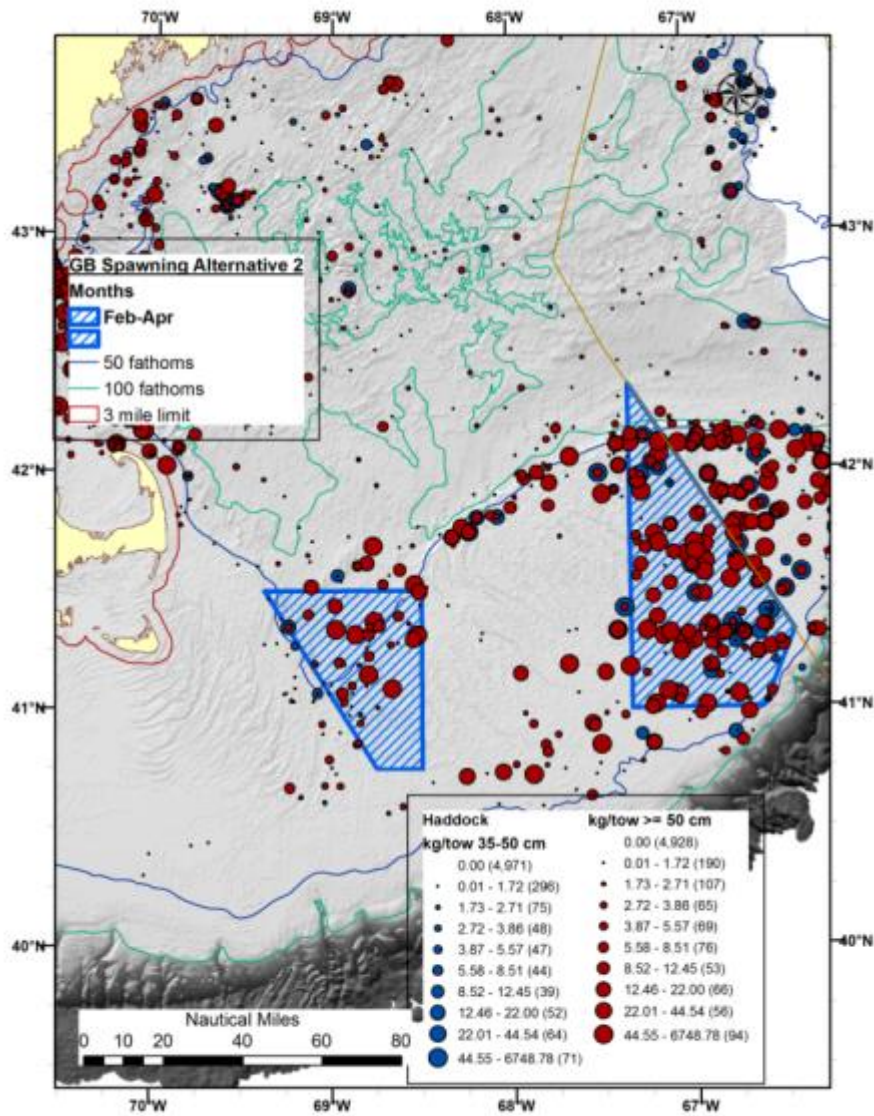 70°W 69°W 68°W 67°W
43°N 43°N
GB Spawning Alternative 2
Months
Feb-Apr
50 fathoms
100 fathoms
3 mile limit
42°N 42°N
41°N 41°N
Haddock
kg/tow 35-50 cm
0.00 (4,971)
0.01 - 1.72 (296)
1.73 - 2.71 (75)
2.72 - 3.86 (48)
3.87 - 5.57 (47)
5.58 - 8.51 (44)
8.52 - 12.45 (39)
12.46 - 22.00 (52)
22.01 - 44.54 (64)
44.55 - 6748.78 (71)
kg/tow >= 50 cm
0.00 (4,928)
0.01 - 1.72 (190)
1.73 - 2.71 (107)
2.72 - 3.86 (65)
3.87 - 5.57 (69)
5.58 - 8.51 (76)
8.52 - 12.45 (53)
12.46 - 22.00 (66)
22.01 - 44.54 (56)
44.55 - 6748.78 (94)
40°N 40°N
Nautical Miles
0 5 10 20 40 60 80
70°W 69°W 68°W 67°W